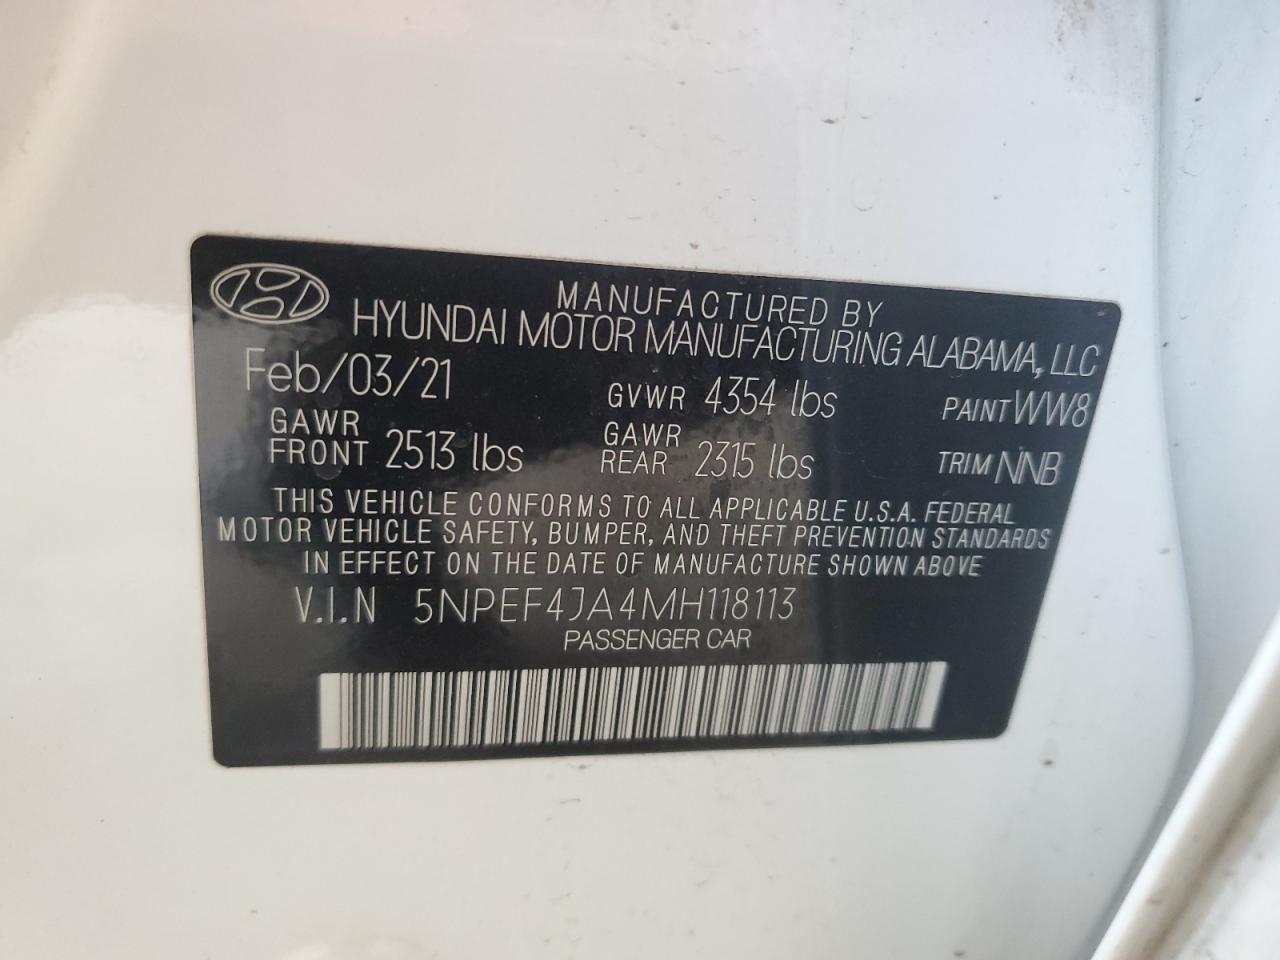 MANUFACTURED BY
HYUNDAI MOTOR MANUFACTURING ALABAMA, LLC
Feb/03/21 GVWR 4354 lbs PAINT WW8
GAWR FRONT 2513 lbs GAWR REAR 2315 lbs TRIM NNB
THIS VEHICLE CONFORMS TO ALL APPLICABLE U.S.A. FEDERAL
MOTOR VEHICLE SAFETY, BUMPER, AND THEFT PREVENTION STANDARDS
IN EFFECT ON THE DATE OF MANUFACTURE SHOWN ABOVE
V.I.N 5NPEF4JA4MH118113
PASSENGER CAR